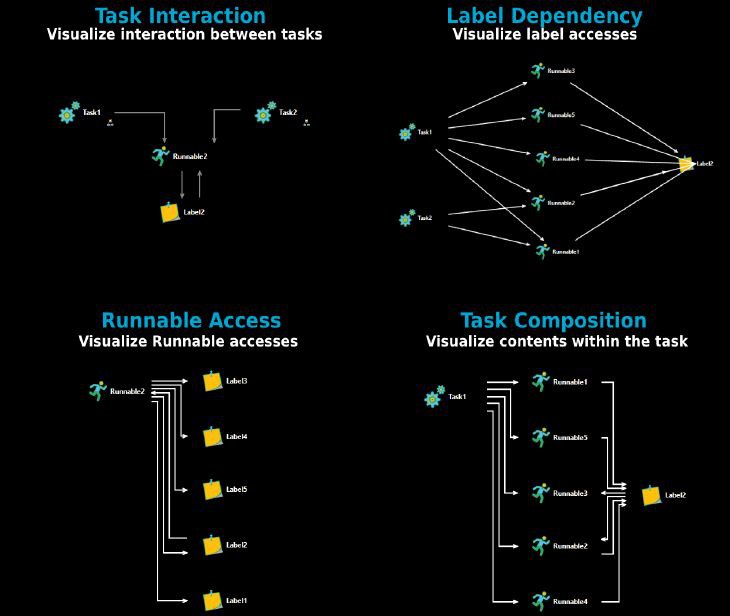 Task Interaction
Visualize interaction between tasks
Task1
Task2
Runnable2
Label2
Label Dependency
Visualize label accesses
Runnable3
Runnable5
Task1
Runnable4
Label2
Runnable2
Task2
Runnable1
Runnable Access
Visualize Runnable accesses
Runnable2
Label3
Label4
Label5
Label2
Label1
Task Composition
Visualize contents within the task
Task1
Runnable1
Runnable5
Runnable3
Label2
Runnable2
Runnable4